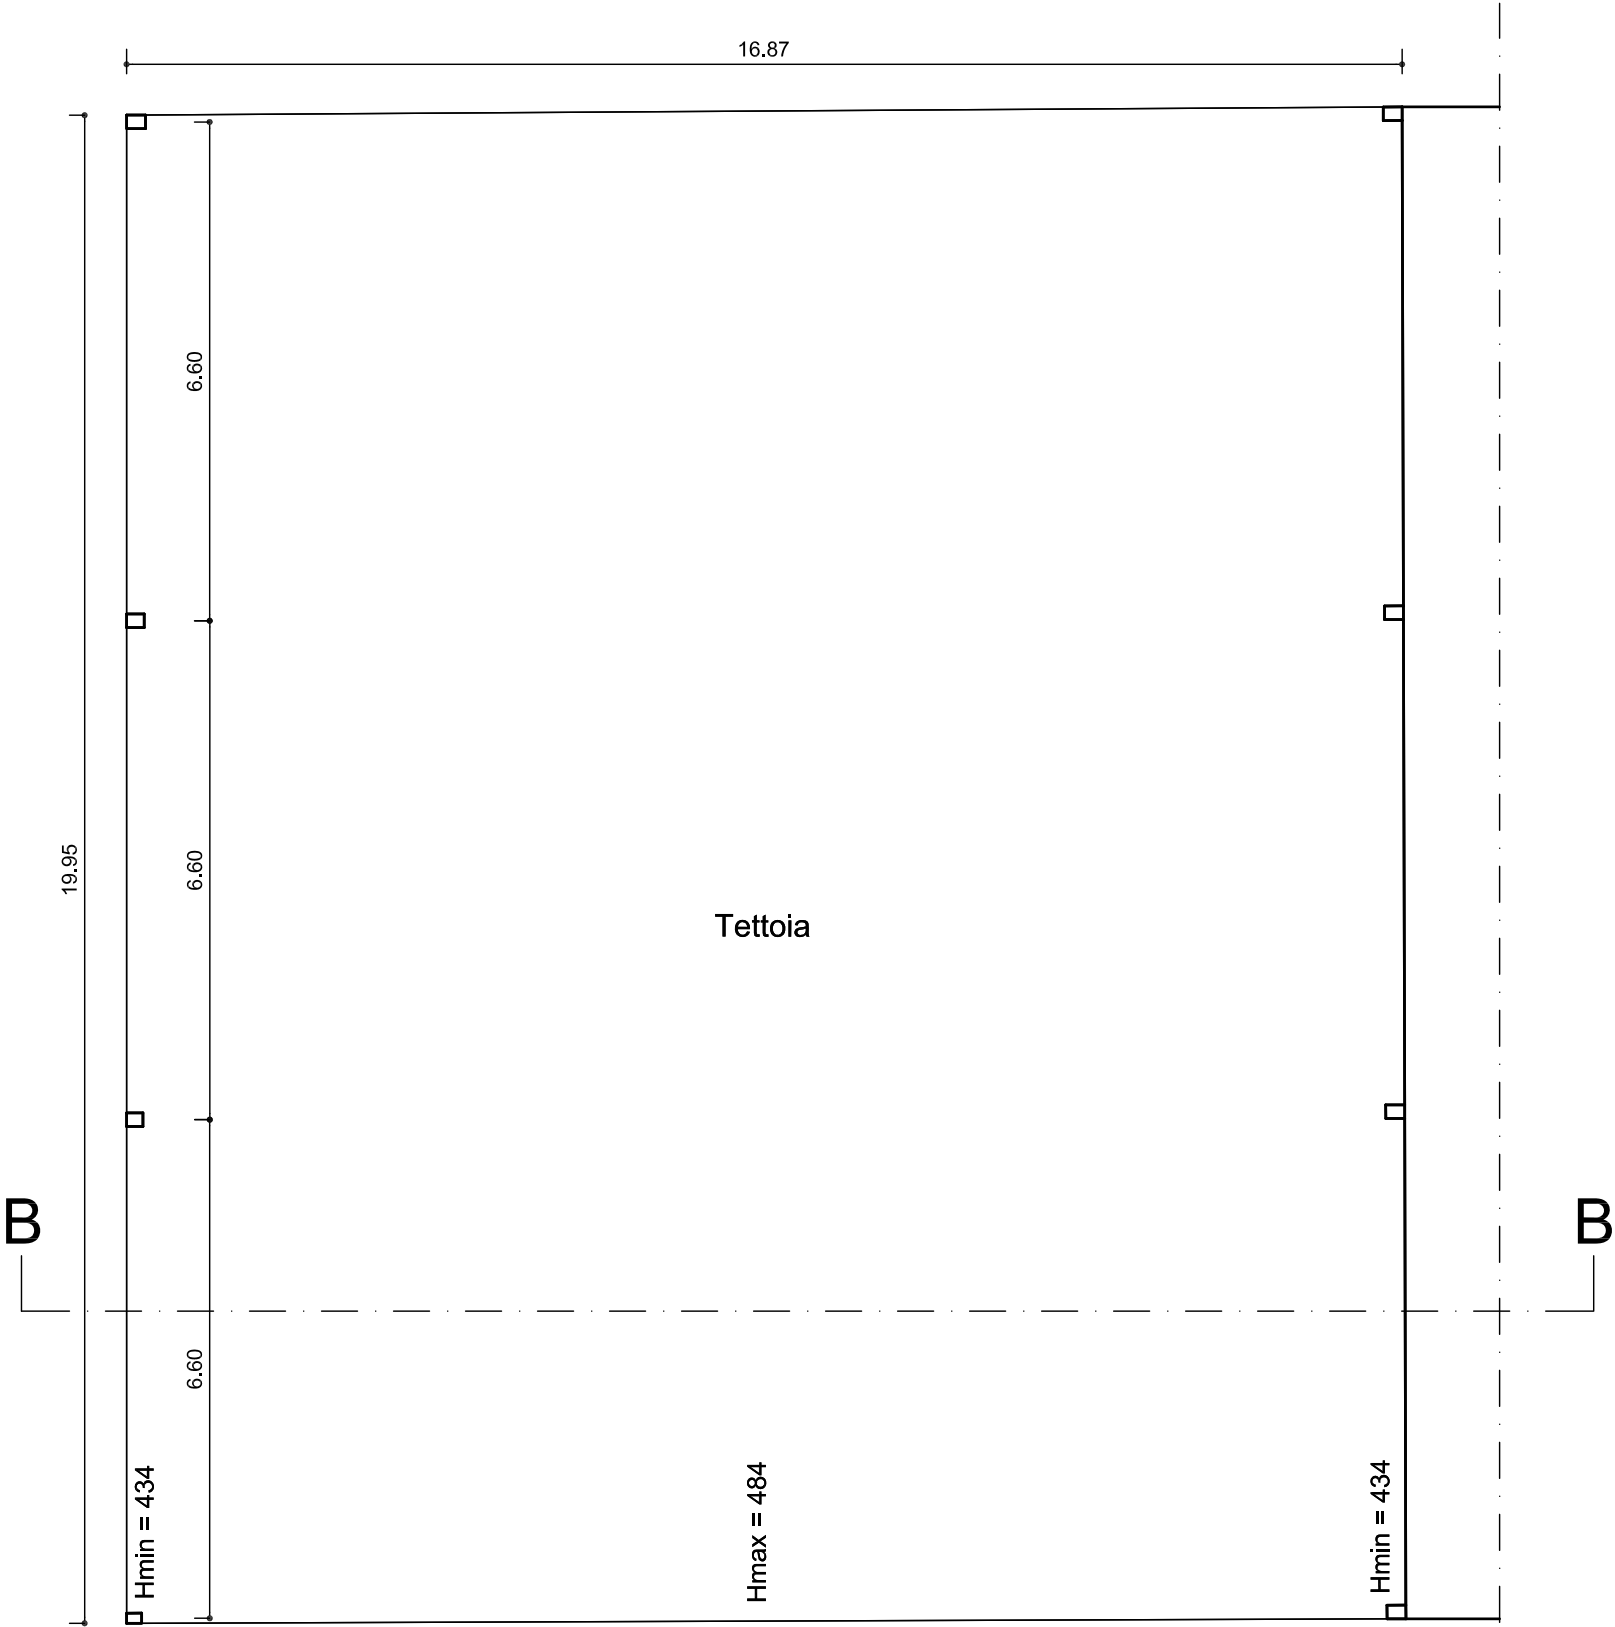 16.87
6.60
19.95
6.60
Tettoia
B
B
6.60
Hmin = 434
Hmax = 484
Hmin = 434